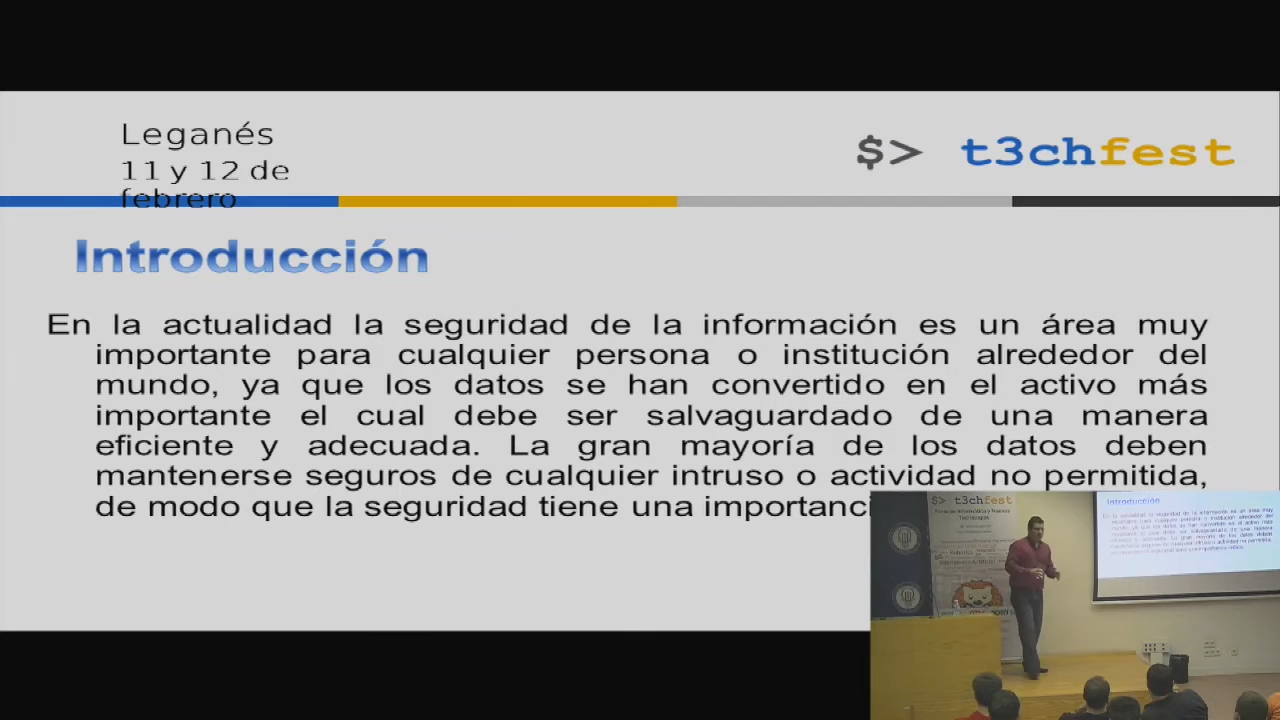 Leganés
11 y 12 de
febrero
$> t3chfest
Introducción
En la actualidad la seguridad de la información es un área muy
importante para cualquier persona o institución alrededor del
mundo, ya que los datos se han convertido en el activo más
importante el cual debe ser salvaguardado de una manera
eficiente y adecuada. La gran mayoría de los datos deben
mantenerse seguros de cualquier intruso o actividad no permitida,
de modo que la seguridad tiene una importanci
$> t3chfest
Introducción